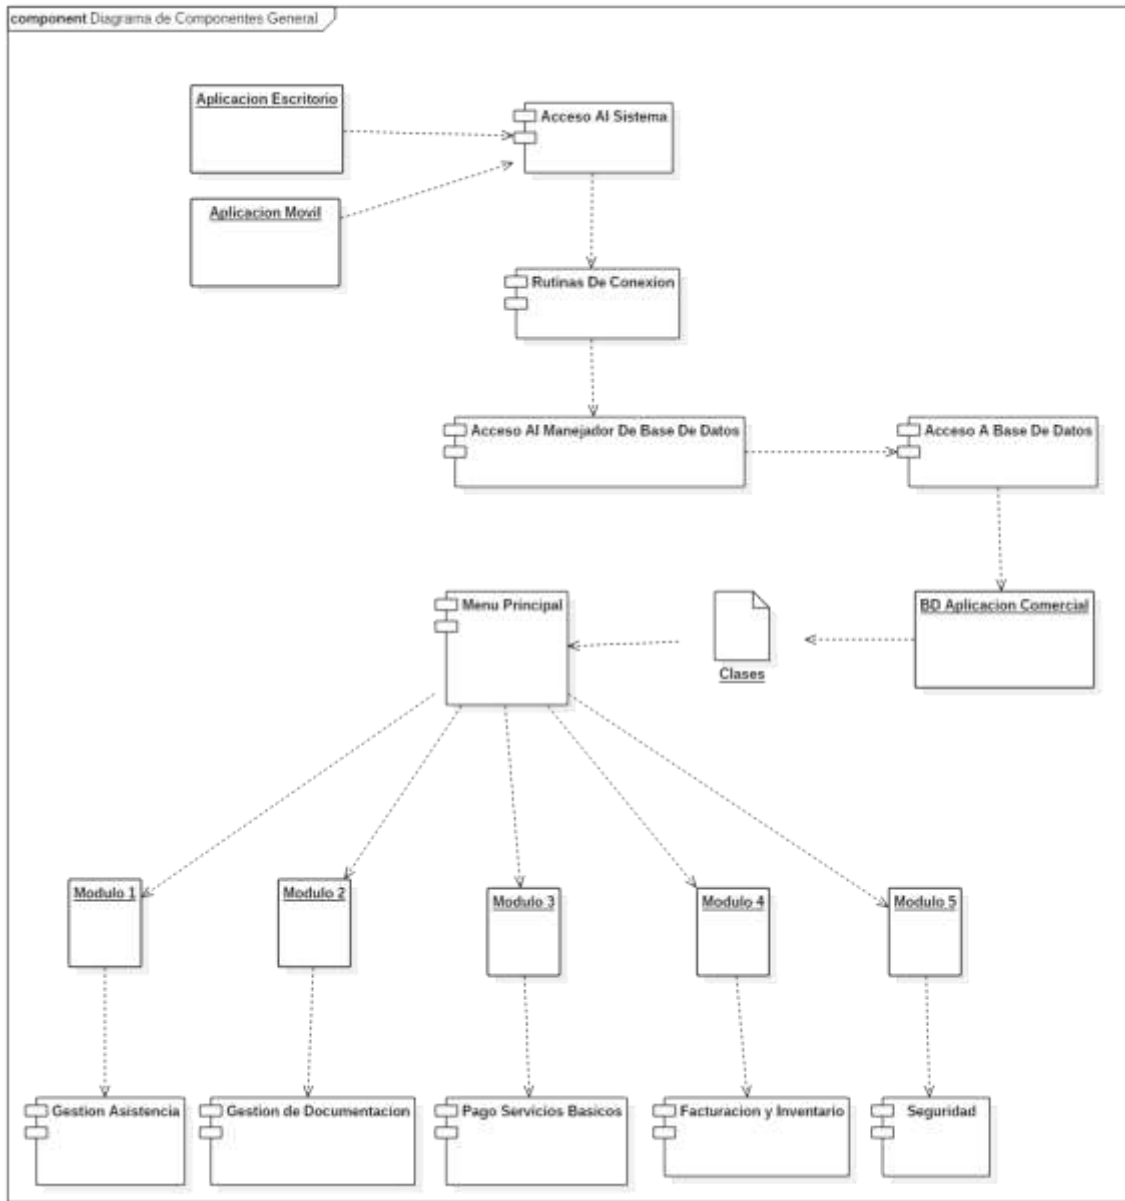 component Diagrama de Componentes General
Aplicacion Escritorio
Acceso Al Sistema
Aplicacion Movil
Rutinas De Conexion
Acceso Al Manejador De Base De Datos
Acceso A Base De Datos
Menu Principal
BD Aplicacion Comercial
Clases
Modulo 1
Modulo 2
Modulo 3
Modulo 4
Modulo 5
Gestion Asistencia
Gestion de Documentacion
Pago Servicios Basicos
Facturacion y Inventario
Seguridad